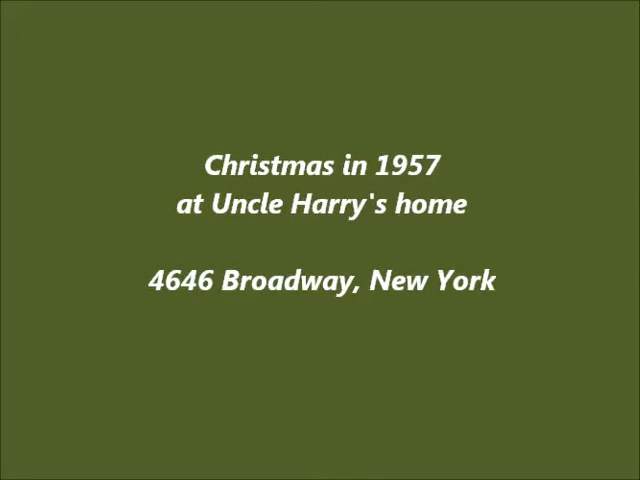 Christmas in 1957
at Uncle Harry's home
4646 Broadway, New York